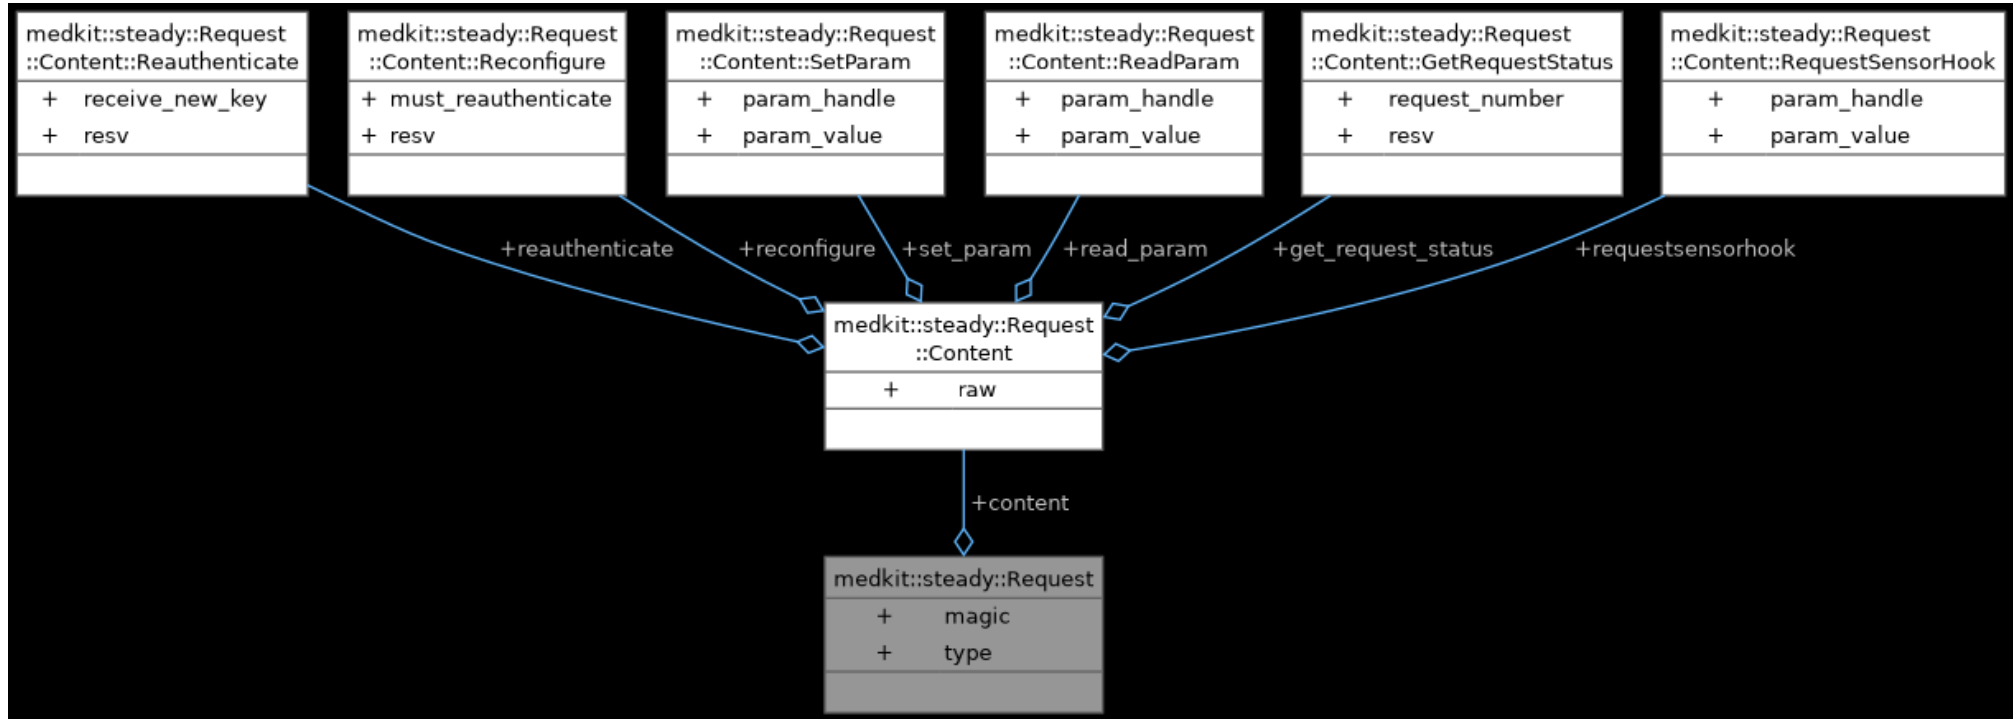 medkit::steady::Request
::Content::Reauthenticate
+ receive_new_key
+ resv
medkit::steady::Request
::Content::Reconfigure
+ must_reauthenticate
+ resv
medkit::steady::Request
::Content::SetParam
+ param_handle
+ param_value
medkit::steady::Request
::Content::ReadParam
+ param_handle
+ param_value
medkit::steady::Request
::Content::GetRequestStatus
+ request_number
+ resv
medkit::steady::Request
::Content::RequestSensorHook
+ param_handle
+ param_value
+reauthenticate
+reconfigure
+set_param
+read_param
+get_request_status
+requestsensorhook
medkit::steady::Request
::Content
+ raw
+content
medkit::steady::Request
+ magic
+ type